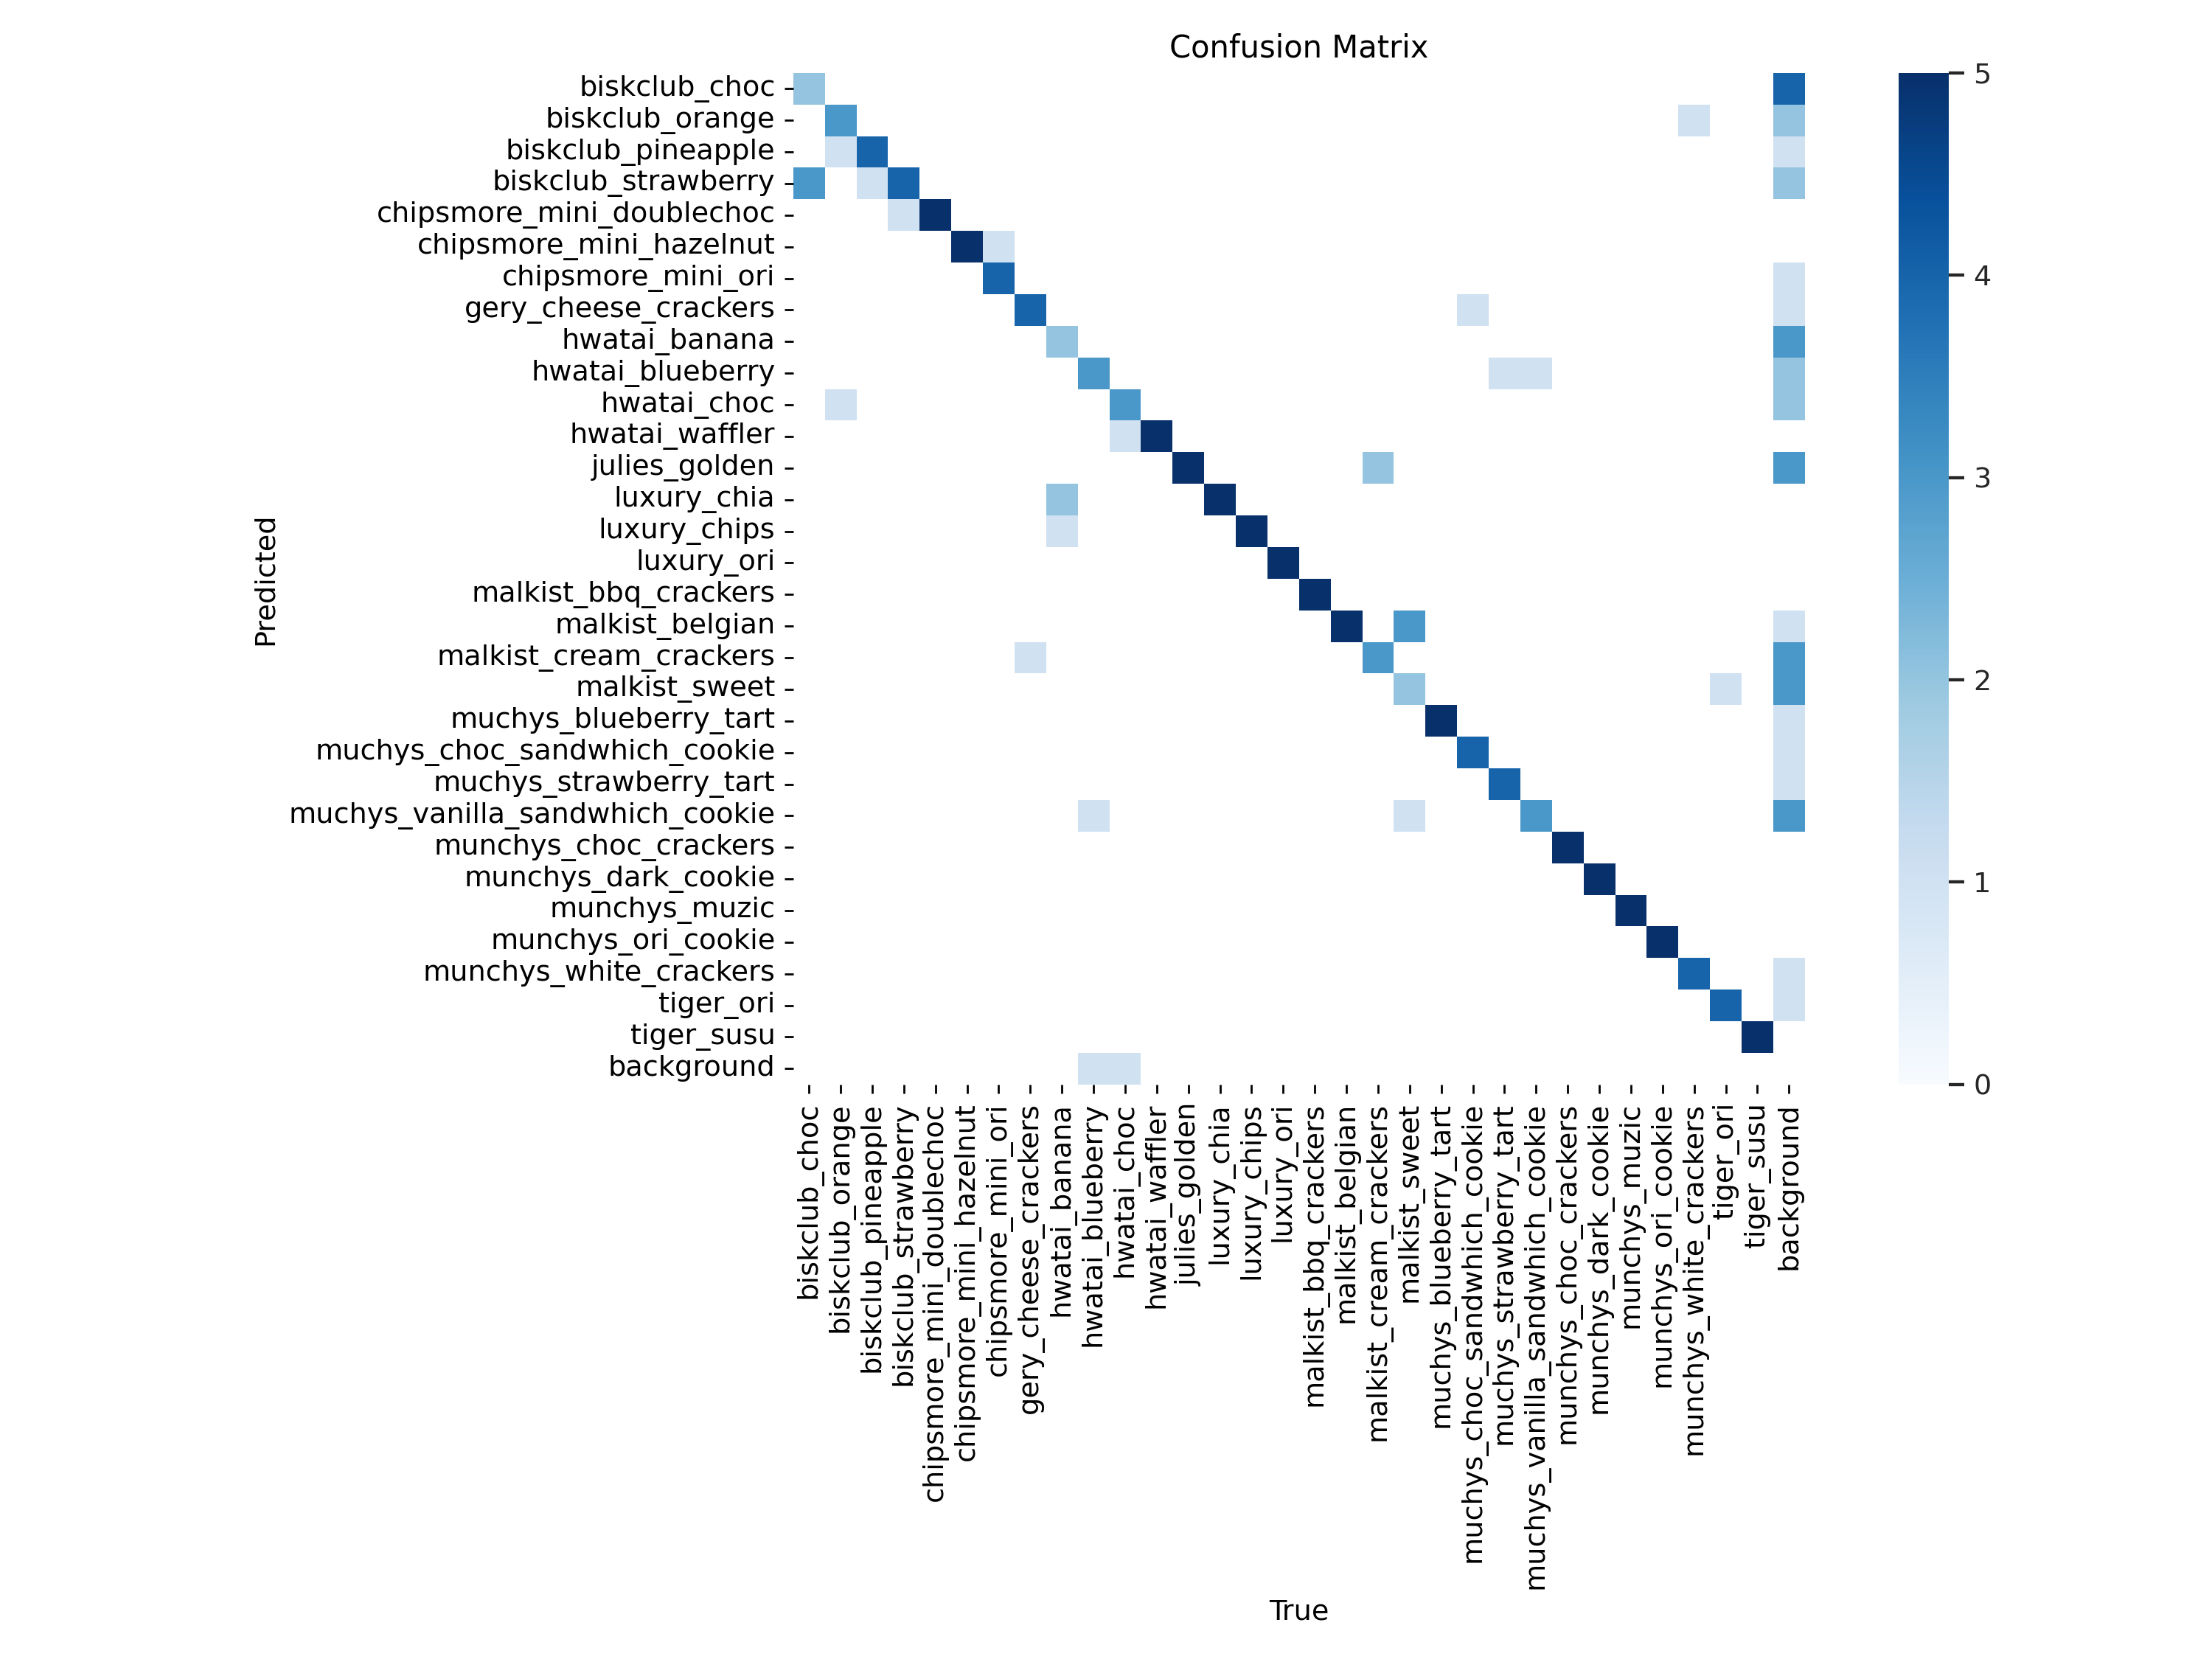 Confusion Matrix
biskclub_choc
biskclub_orange
biskclub_pineapple
biskclub_strawberry
chipsmore_mini_doublechoc
chipsmore_mini_hazelnut
chipsmore_mini_ori
gery_cheese_crackers
hwatai_banana
hwatai_blueberry
hwatai_choc
hwatai_waffler
julies_golden
luxury_chia
luxury_chips
luxury_ori
malkist_bbq_crackers
malkist_belgian
malkist_cream_crackers
malkist_sweet
muchys_blueberry_tart
muchys_choc_sandwhich_cookie
muchys_strawberry_tart
muchys_vanilla_sandwhich_cookie
munchys_choc_crackers
munchys_dark_cookie
munchys_muzic
munchys_ori_cookie
munchys_white_crackers
tiger_ori
tiger_susu
background
Predicted
biskclub_choc
biskclub_orange
biskclub_pineapple
biskclub_strawberry
chipsmore_mini_doublechoc
chipsmore_mini_hazelnut
chipsmore_mini_ori
gery_cheese_crackers
hwatai_banana
hwatai_blueberry
hwatai_choc
hwatai_waffler
julies_golden
luxury_chia
luxury_chips
luxury_ori
malkist_bbq_crackers
malkist_belgian
malkist_cream_crackers
malkist_sweet
muchys_blueberry_tart
muchys_choc_sandwhich_cookie
muchys_strawberry_tart
muchys_vanilla_sandwhich_cookie
munchys_choc_crackers
munchys_dark_cookie
munchys_muzic
munchys_ori_cookie
munchys_white_crackers
tiger_ori
tiger_susu
background
True
5
4
3
2
1
0